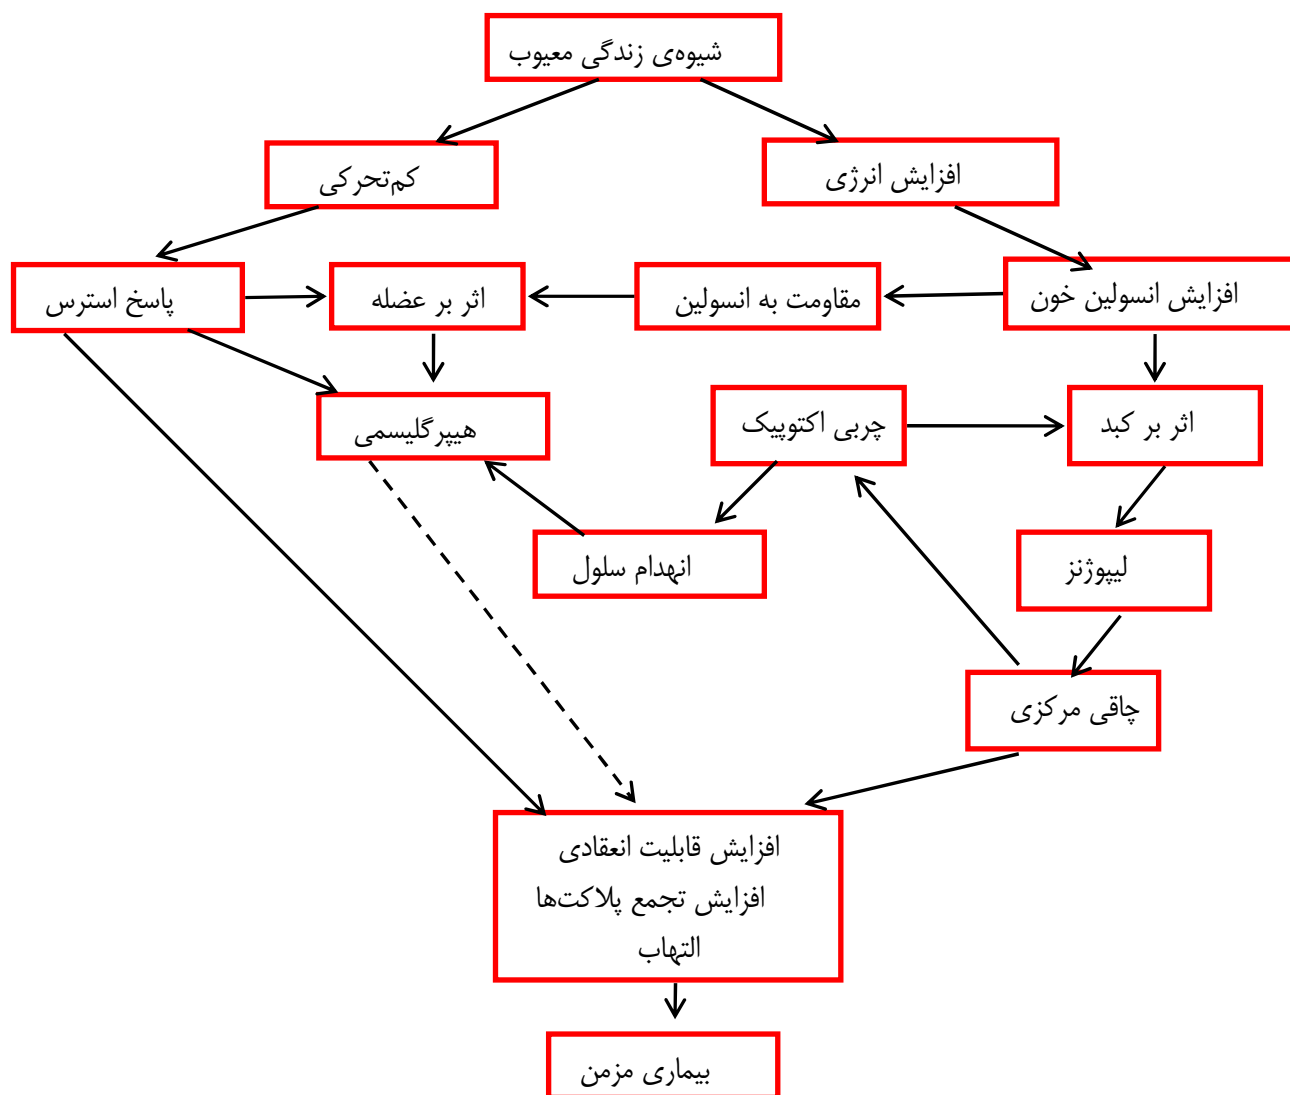 شیوه‌ی زندگی معیوب
افزایش انرژی
کم‌تحرکی
افزایش انسولین خون
مقاومت به انسولین
اثر بر عضله
پاسخ استرس
اثر بر کبد
چربی اکتوپیک
هیپرگلیسمی
لیپوژنز
انهدام سلول
چاقی مرکزی
افزایش قابلیت انعقادی
افزایش تجمع پلاکت‌ها
التهاب
بیماری مزمن